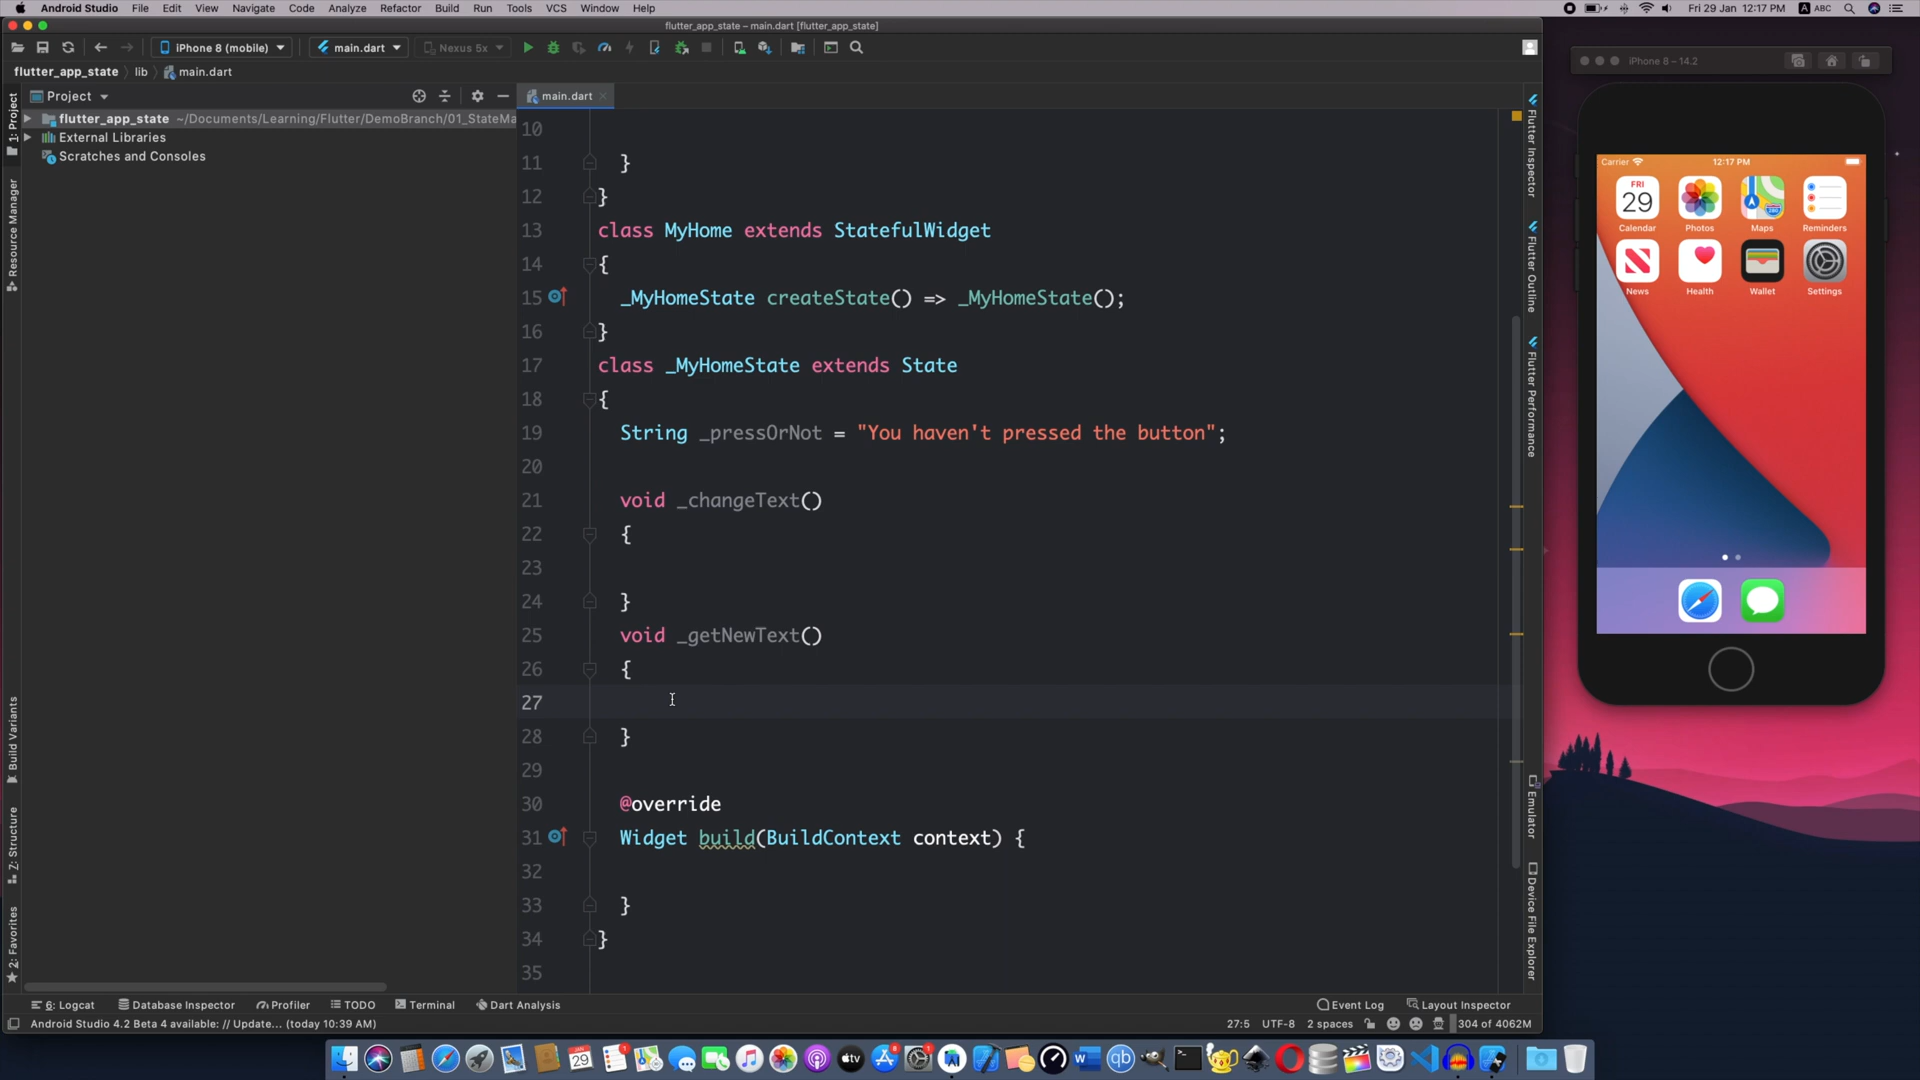 Android Studio File Edit View Navigate Code Analyze Refactor Build Run Tools VCS Window Help
A ABC
Fri 29 Jan 12:17 PM
flutter_app_state – main.dart [flutter_app_state]
iPhone 8 (mobile) main.dart Nexus 5x
flutter_app_state lib main.dart
Project
main.dart
flutter_app_state ~/Documents/Learning/Flutter/DemoBranch/01_StateMa
External Libraries
Scratches and Consoles
1: Project
Resource Manager
Build Variants
Z: Structure
2: Favorites
10
11 }
12 }
13 class MyHome extends StatefulWidget
14 {
15 _MyHomeState createState() => _MyHomeState();
16 }
17 class _MyHomeState extends State
18 {
19 String _pressOrNot = "You haven't pressed the button";
20
21 void _changeText()
22 {
23
24 }
25 void _getNewText()
26 {
27
28 }
29
30 @override
31 Widget build(BuildContext context) {
32
33 }
34 }
35
Flutter Inspector
Flutter Outline
Flutter Performance
Emulator
Device File Explorer
6: Logcat Database Inspector Profiler TODO Terminal Dart Analysis Event Log Layout Inspector
Android Studio 4.2 Beta 4 available: // Update... (today 10:39 AM) 27:5 UTF-8 2 spaces 304 of 4062M
iPhone 8 – 14.2
Carrier 12:17 PM
FRI
29
280
Calendar Photos Maps Reminders
News Health Wallet Settings